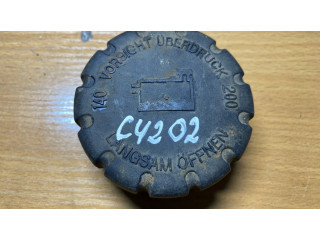 140 VORSICHT ÜBERDRUCK 200
C4202
LANGSAM ÖFFNEN